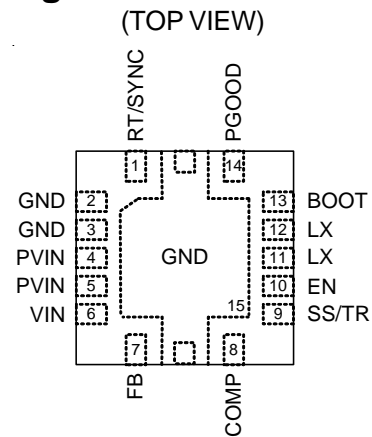 (TOP VIEW)
RT/SYNC
PGOOD
1
14
GND 2
13 BOOT
GND 3
12 LX
PVIN 4
GND
11 LX
PVIN 5
10 EN
VIN 6
15
9 SS/TR
7
8
FB
COMP